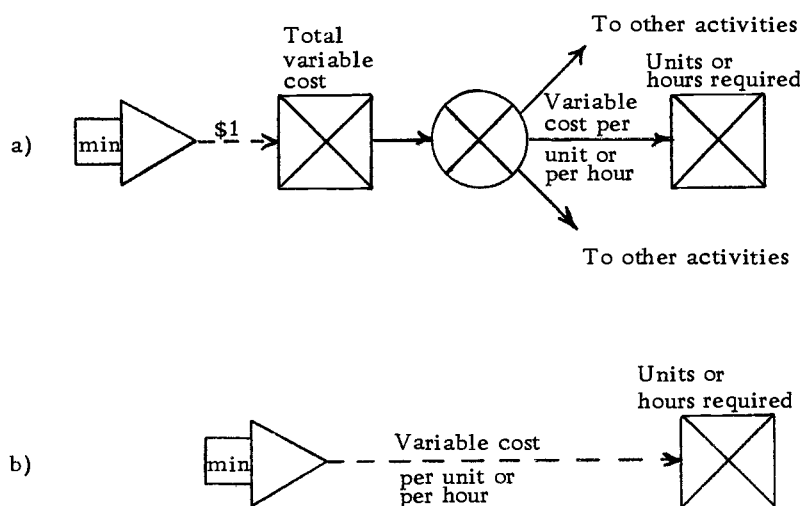 a)
min
$1
Total
variable
cost
To other activities
Variable
cost per
unit or
per hour
To other activities
Units or
hours required
b)
min
Variable cost
per unit or
per hour
Units or
hours required